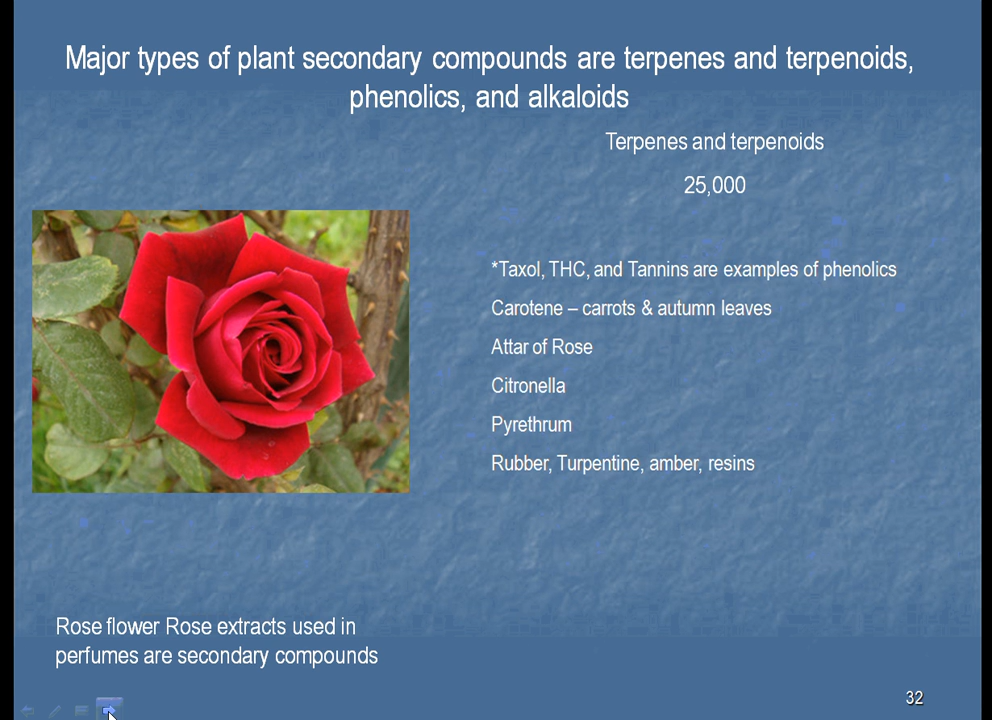 Major types of plant secondary compounds are terpenes and terpenoids,
phenolics, and alkaloids
Terpenes and terpenoids
25,000
*Taxol, THC, and Tannins are examples of phenolics
Carotene – carrots & autumn leaves
Attar of Rose
Citronella
Pyrethrum
Rubber, Turpentine, amber, resins
Rose flower Rose extracts used in
perfumes are secondary compounds
32